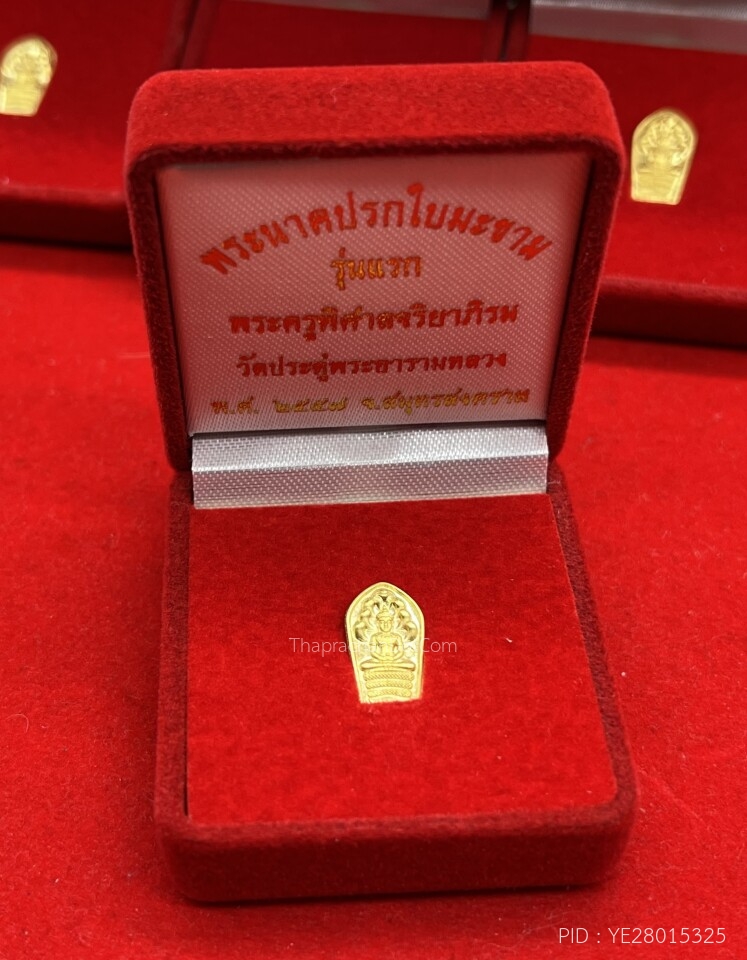 พระนาคปรกใบมะขาม
รุ่นแรก
พระครูพิศาลจริยาภิรม
วัดประดู่พระอารามหลวง
พ.ศ. ๒๕๕๗ จ.สมุทรสงคราม
PID : YE28015325